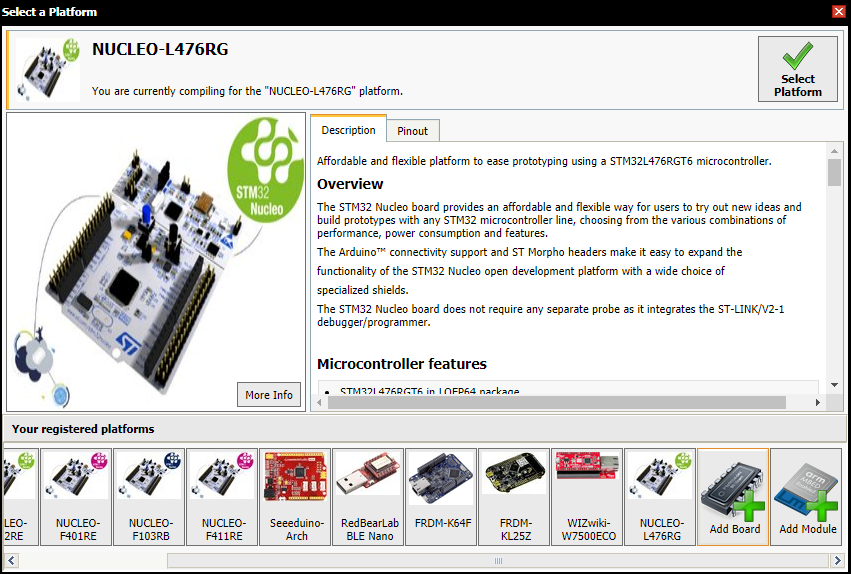 Select a Platform
NUCLEO-L476RG
You are currently compiling for the "NUCLEO-L476RG" platform.
Select
Platform
STM32
Nucleo
ST
More Info
Description
Pinout
Affordable and flexible platform to ease prototyping using a STM32L476RGT6 microcontroller.
Overview
The STM32 Nucleo board provides an affordable and flexible way for users to try out new ideas and
build prototypes with any STM32 microcontroller line, choosing from the various combinations of
performance, power consumption and features.
The Arduino™ connectivity support and ST Morpho headers make it easy to expand the
functionality of the STM32 Nucleo open development platform with a wide choice of
specialized shields.
The STM32 Nucleo board does not require any separate probe as it integrates the ST-LINK/V2-1
debugger/programmer.
Microcontroller features
• STM32L476RGT6 in LQFP64 package
Your registered platforms
LEO-
2RE
NUCLEO-
F401RE
NUCLEO-
F103RB
NUCLEO-
F411RE
Seeeduino-
Arch
RedBearLab
BLE Nano
FRDM-K64F
FRDM-
KL25Z
WIZwiki-
W7500ECO
NUCLEO-
L476RG
Add Board
arm
MBED
Add Module